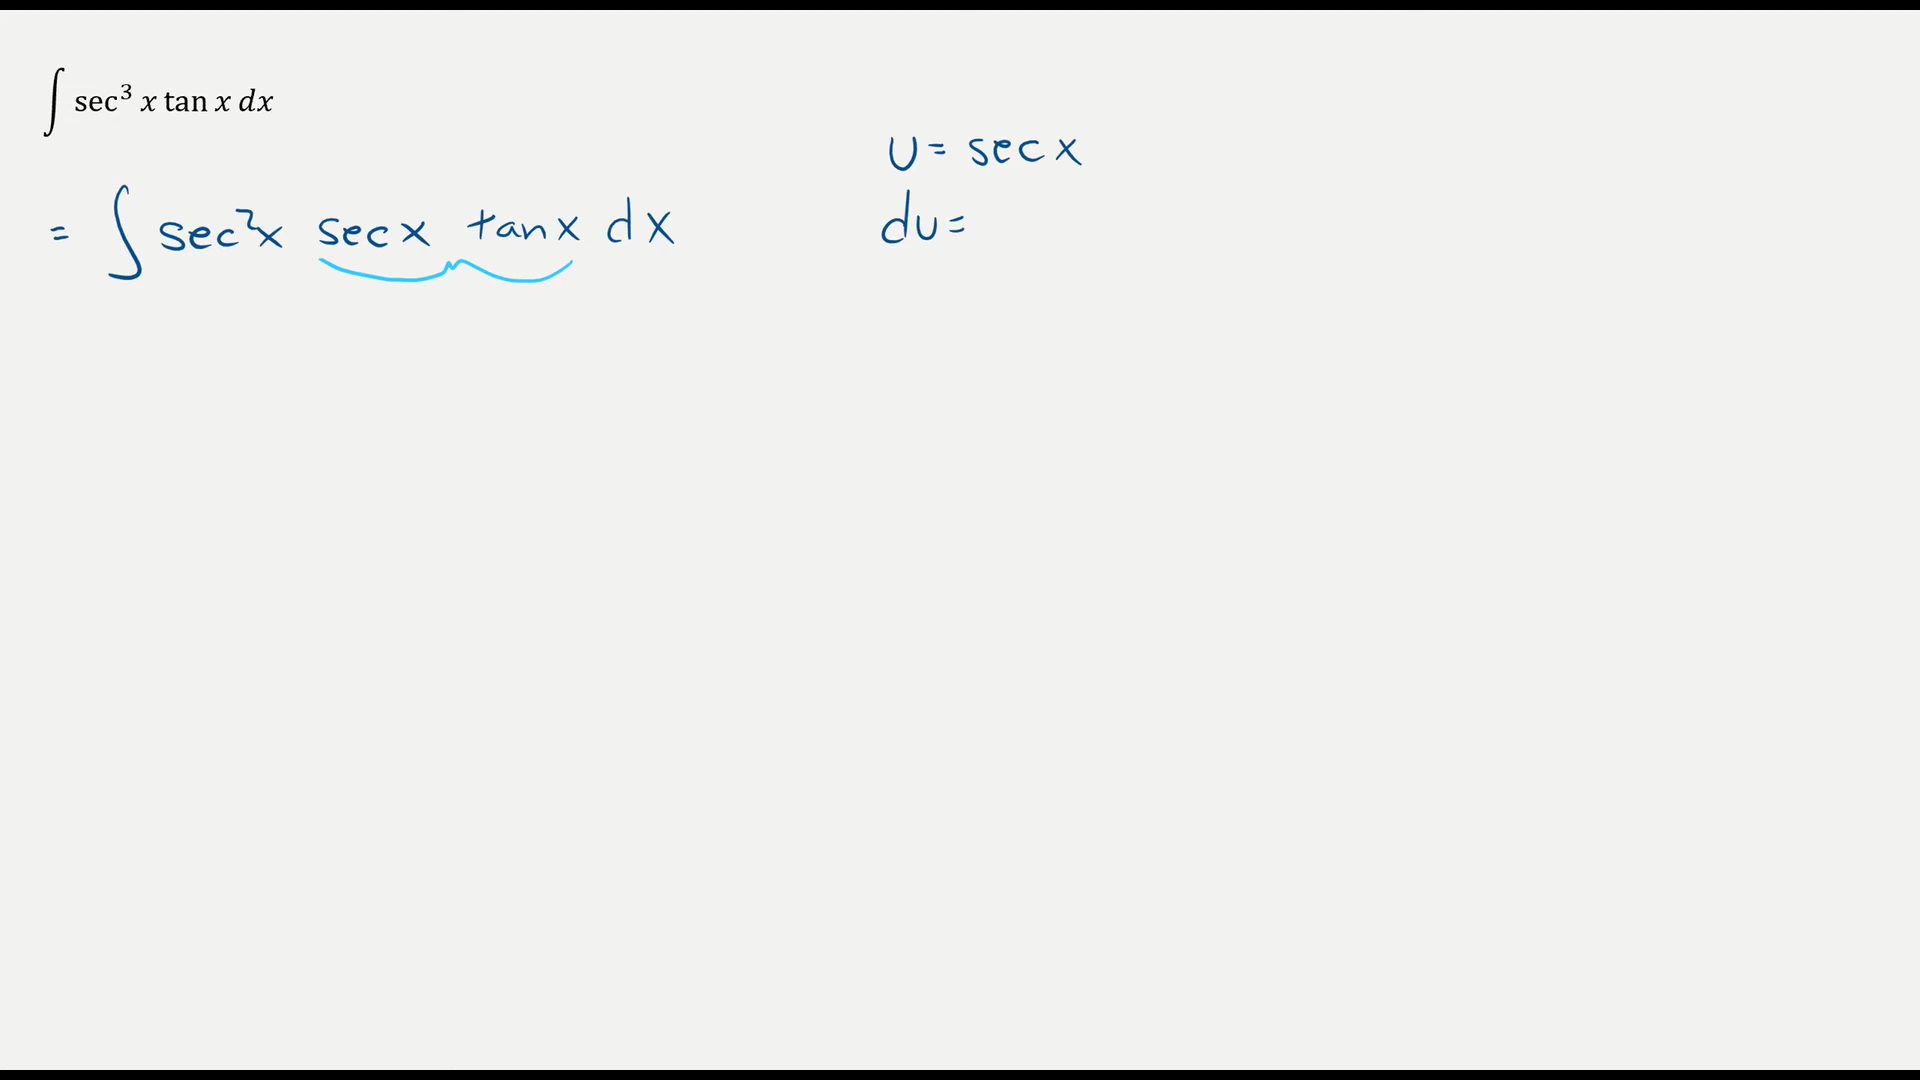 ∫ sec³ x tan x dx
= ∫ sec²x sec x tan x dx
u = sec x
du =